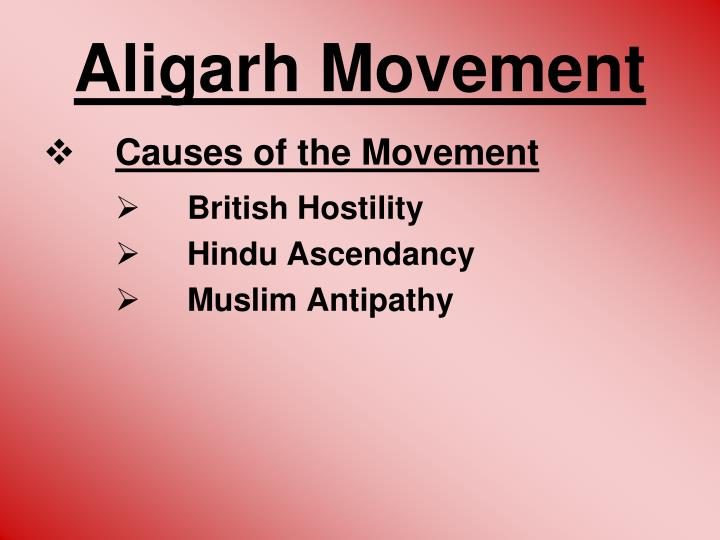 Aligarh Movement
❖ Causes of the Movement
➢ British Hostility
➢ Hindu Ascendancy
➢ Muslim Antipathy